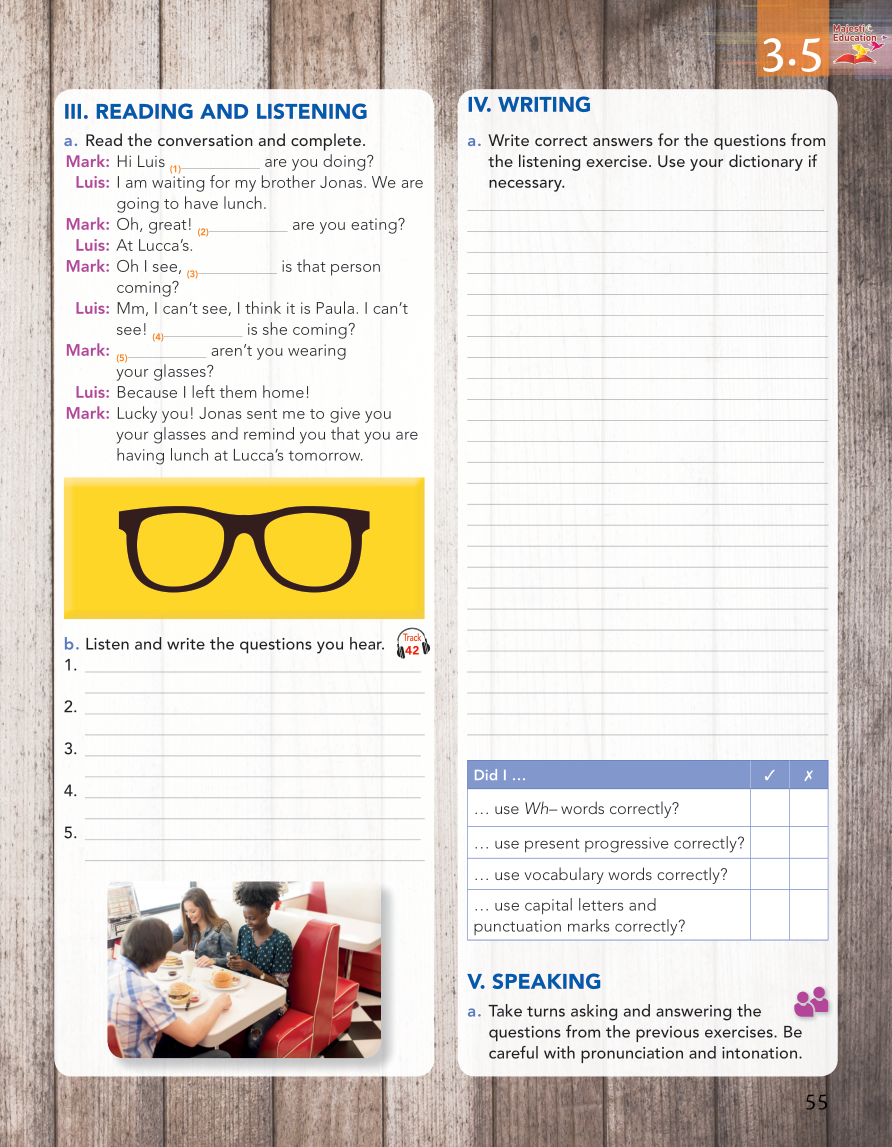 3.5
Majestic
Education
III. READING AND LISTENING
a. Read the conversation and complete.
Mark: Hi Luis (1)____________ are you doing?
Luis: I am waiting for my brother Jonas. We are
going to have lunch.
Mark: Oh, great! (2)____________ are you eating?
Luis: At Lucca’s.
Mark: Oh I see, (3)____________ is that person
coming?
Luis: Mm, I can’t see, I think it is Paula. I can’t
see! (4)____________ is she coming?
Mark: (5)____________ aren’t you wearing
your glasses?
Luis: Because I left them home!
Mark: Lucky you! Jonas sent me to give you
your glasses and remind you that you are
having lunch at Lucca’s tomorrow.
b. Listen and write the questions you hear.
Track
42
1.
2.
3.
4.
5.
IV. WRITING
a. Write correct answers for the questions from
the listening exercise. Use your dictionary if
necessary.
Did I … ✓ ✗
… use Wh– words correctly?
… use present progressive correctly?
… use vocabulary words correctly?
… use capital letters and
punctuation marks correctly?
V. SPEAKING
a. Take turns asking and answering the
questions from the previous exercises. Be
careful with pronunciation and intonation.
55